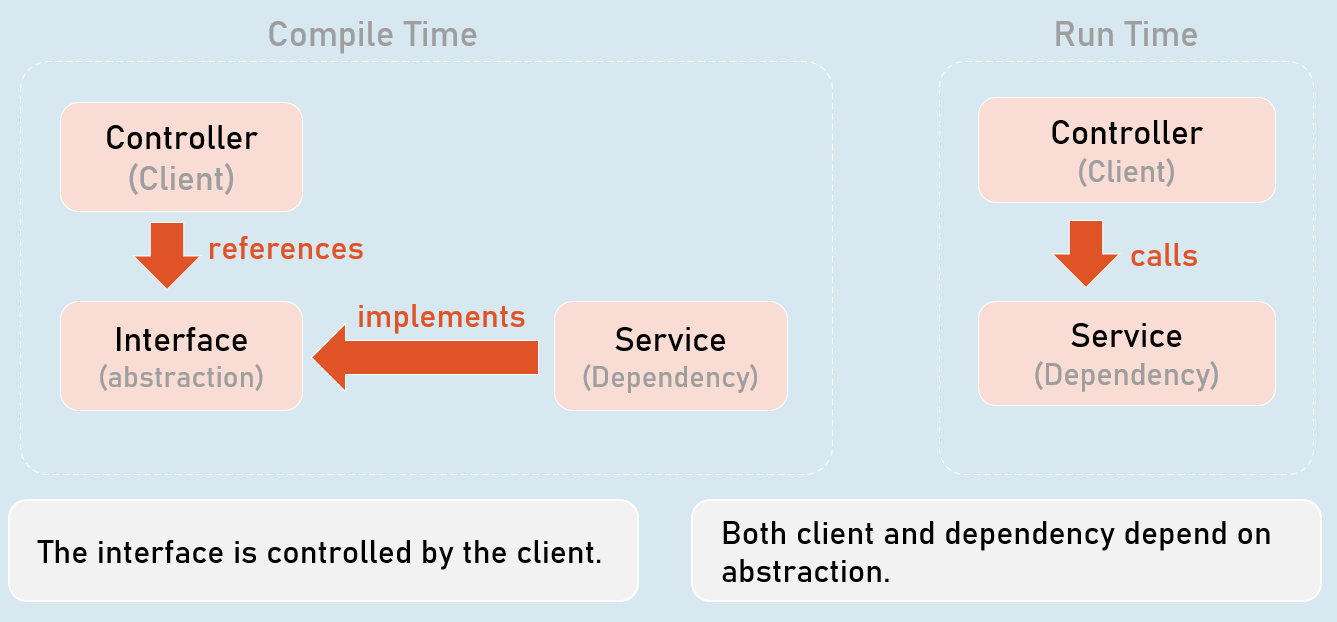 Compile Time
Run Time
Controller
(Client)
references
Interface
(abstraction)
implements
Service
(Dependency)
Controller
(Client)
calls
Service
(Dependency)
The interface is controlled by the client.
Both client and dependency depend on
abstraction.